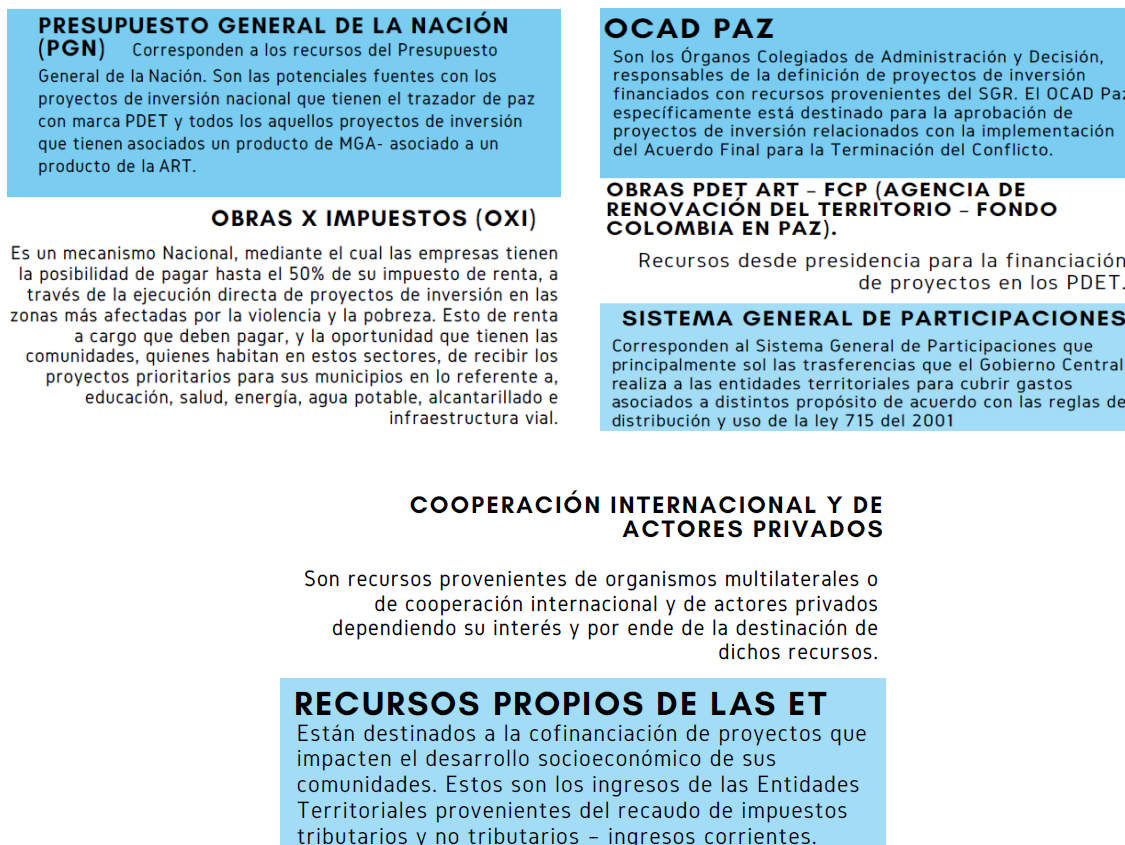 PRESUPUESTO GENERAL DE LA NACIÓN
(PGN) Corresponden a los recursos del Presupuesto
General de la Nación. Son las potenciales fuentes con los
proyectos de inversión nacional que tienen el trazador de paz
con marca PDET y todos los aquellos proyectos de inversión
que tienen asociados un producto de MGA- asociado a un
producto de la ART.
OBRAS X IMPUESTOS (OXI)
Es un mecanismo Nacional, mediante el cual las empresas tienen
la posibilidad de pagar hasta el 50% de su impuesto de renta, a
través de la ejecución directa de proyectos de inversión en las
zonas más afectadas por la violencia y la pobreza. Esto de renta
a cargo que deben pagar, y la oportunidad que tienen las
comunidades, quienes habitan en estos sectores, de recibir los
proyectos prioritarios para sus municipios en lo referente a,
educación, salud, energía, agua potable, alcantarillado e
infraestructura vial.
OCAD PAZ
Son los Órganos Colegiados de Administración y Decisión,
responsables de la definición de proyectos de inversión
financiados con recursos provenientes del SGR. El OCAD Paz
específicamente está destinado para la aprobación de
proyectos de inversión relacionados con la implementación
del Acuerdo Final para la Terminación del Conflicto.
OBRAS PDET ART – FCP (AGENCIA DE
RENOVACIÓN DEL TERRITORIO – FONDO
COLOMBIA EN PAZ).
Recursos desde presidencia para la financiación
de proyectos en los PDET.
SISTEMA GENERAL DE PARTICIPACIONES
Corresponden al Sistema General de Participaciones que
principalmente sol las trasferencias que el Gobierno Central
realiza a las entidades territoriales para cubrir gastos
asociados a distintos propósito de acuerdo con las reglas de
distribución y uso de la ley 715 del 2001
COOPERACIÓN INTERNACIONAL Y DE
ACTORES PRIVADOS
Son recursos provenientes de organismos multilaterales o
de cooperación internacional y de actores privados
dependiendo su interés y por ende de la destinación de
dichos recursos.
RECURSOS PROPIOS DE LAS ET
Están destinados a la cofinanciación de proyectos que
impacten el desarrollo socioeconómico de sus
comunidades. Estos son los ingresos de las Entidades
Territoriales provenientes del recaudo de impuestos
tributarios y no tributarios – ingresos corrientes.